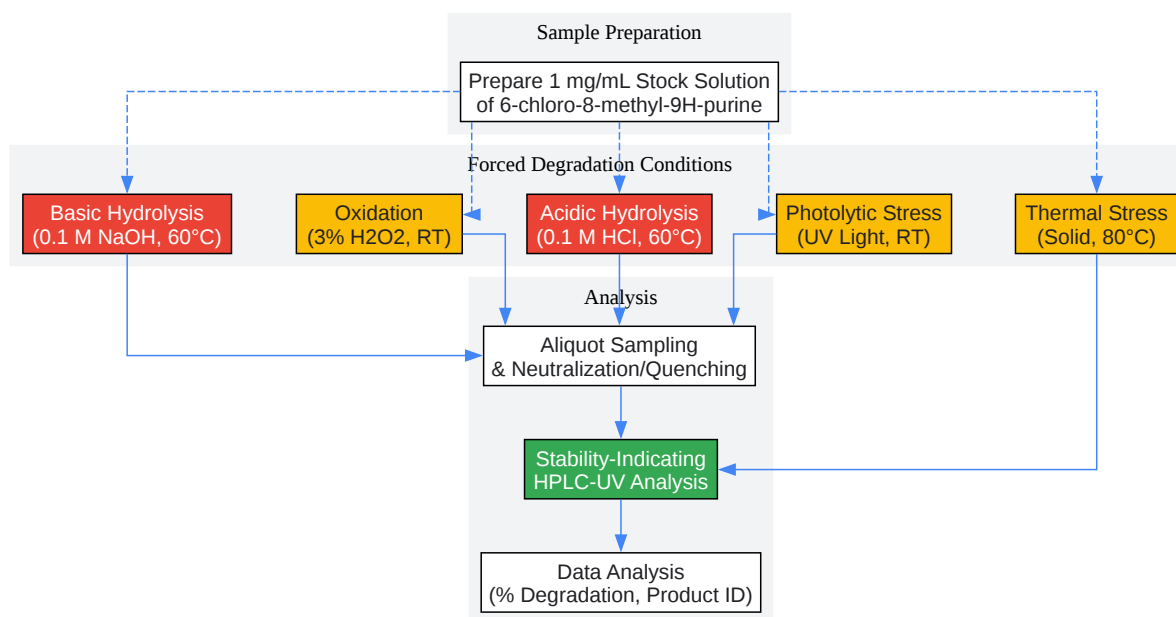 Sample Preparation
Prepare 1 mg/mL Stock Solution
of 6-chloro-8-methyl-9H-purine
Forced Degradation Conditions
Basic Hydrolysis
(0.1 M NaOH, 60°C)
Oxidation
(3% H2O2, RT)
Acidic Hydrolysis
(0.1 M HCl, 60°C)
Photolytic Stress
(UV Light, RT)
Thermal Stress
(Solid, 80°C)
Analysis
Aliquot Sampling
& Neutralization/Quenching
Stability-Indicating
HPLC-UV Analysis
Data Analysis
(% Degradation, Product ID)